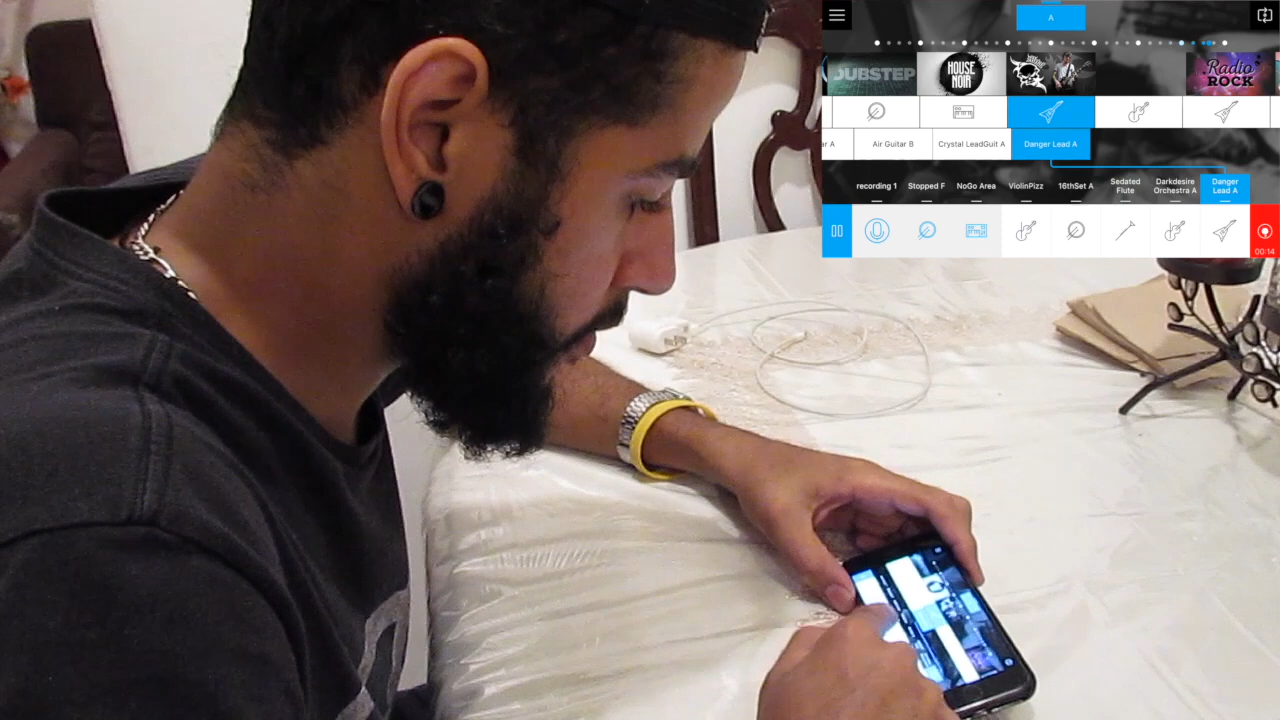 A
DUBSTEP
HOUSE
NOIR
Radio
ROCK
ar A
Air Guitar B
Crystal LeadGuit A
Danger Lead A
recording 1
Stopped F
NoGo Area
ViolinPizz
16thSet A
Sedated
Flute
Darkdesire
Orchestra A
Danger
Lead A
00:14